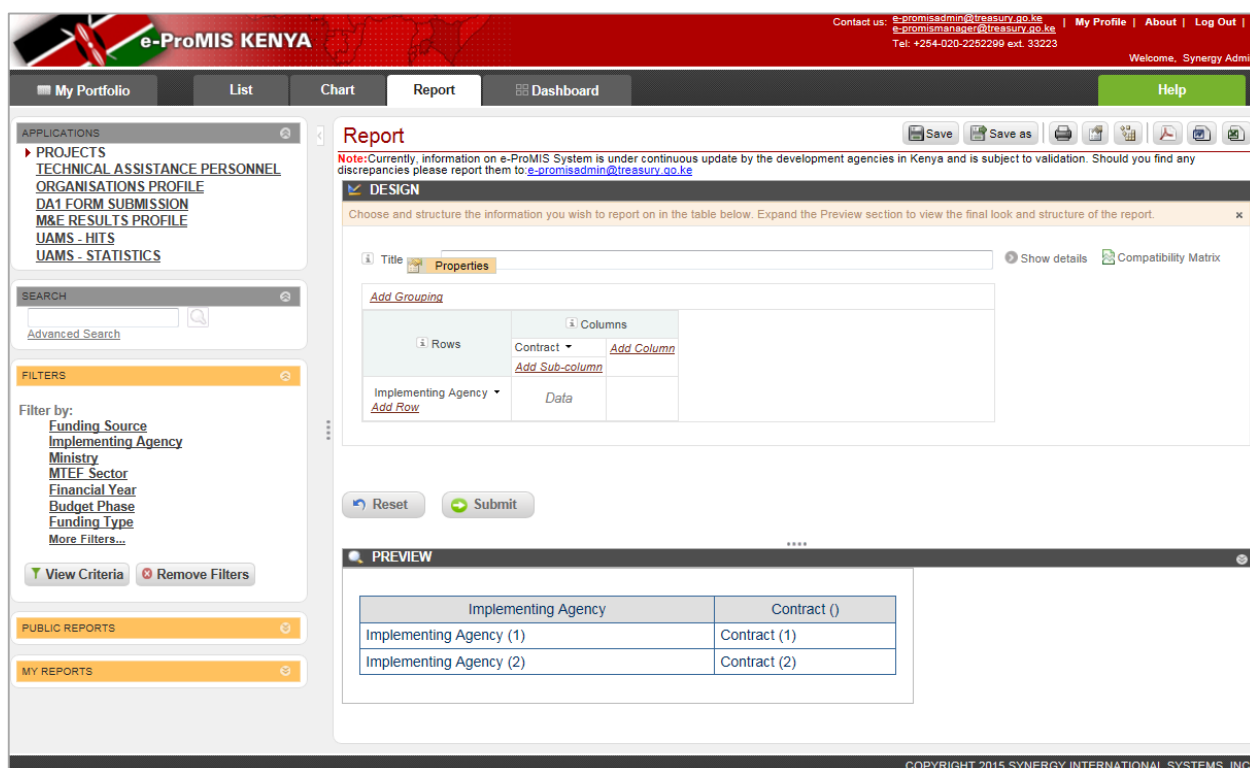 e-ProMIS KENYA
Contact us: e-promisadmin@treasury.go.ke
e-promismanager@treasury.go.ke
Tel: +254-020-2252299 ext. 33223
| My Profile | About | Log Out |
Welcome, Synergy Admi
My Portfolio List Chart Report Dashboard Help
APPLICATIONS
PROJECTS
TECHNICAL ASSISTANCE PERSONNEL
ORGANISATIONS PROFILE
DA1 FORM SUBMISSION
M&E RESULTS PROFILE
UAMS - HITS
UAMS - STATISTICS
SEARCH
Advanced Search
FILTERS
Filter by:
Funding Source
Implementing Agency
Ministry
MTEF Sector
Financial Year
Budget Phase
Funding Type
More Filters...
View Criteria Remove Filters
PUBLIC REPORTS
MY REPORTS
Report
Save Save as
Note:Currently, information on e-ProMIS System is under continuous update by the development agencies in Kenya and is subject to validation. Should you find any
discrepancies please report them to:e-promisadmin@treasury.go.ke
DESIGN
Choose and structure the information you wish to report on in the table below. Expand the Preview section to view the final look and structure of the report. x
Title Properties Show details Compatibility Matrix
Add Grouping
Columns
Rows
Contract Add Column
Add Sub-column
Implementing Agency
Add Row
Data
Reset Submit
PREVIEW
Implementing Agency Contract ()
Implementing Agency (1) Contract (1)
Implementing Agency (2) Contract (2)
COPYRIGHT 2015 SYNERGY INTERNATIONAL SYSTEMS, INC